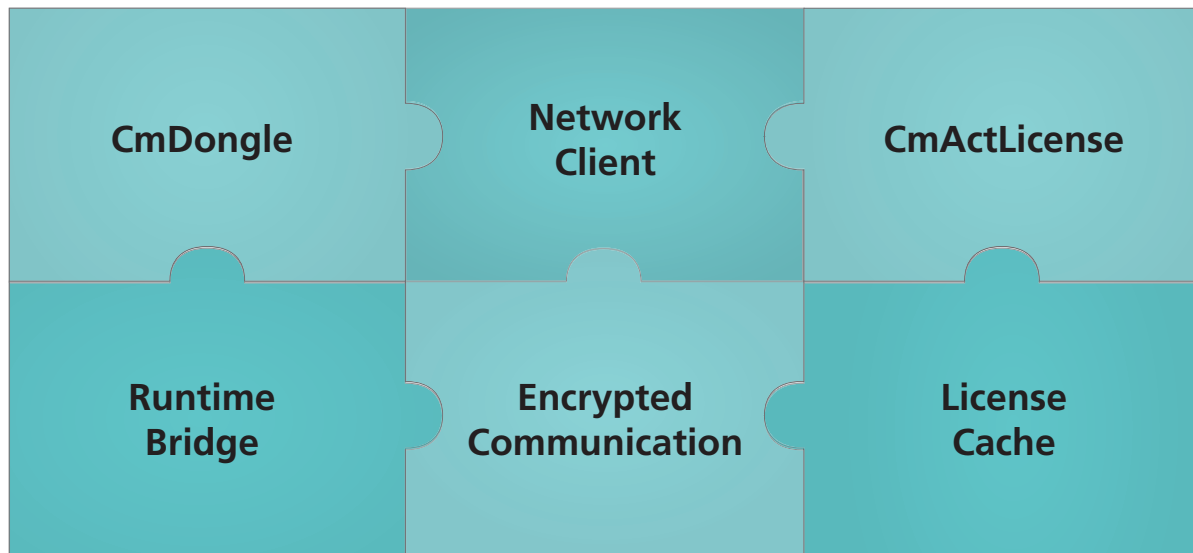 CmDongle
Network
Client
CmActLicense
Runtime
Bridge
Encrypted
Communication
License
Cache